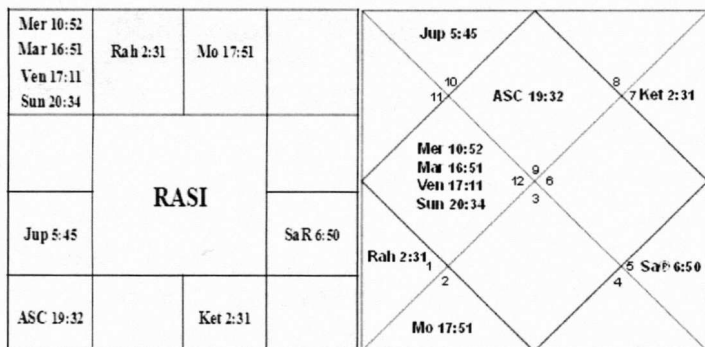 Mer 10:52
Mar 16:51
Ven 17:11
Sun 20:34
Rah 2:31
Mo 17:51
RASI
Jup 5:45
SaR 6:50
ASC 19:32
Ket 2:31
Jup 5:45
10
11
ASC 19:32
8
7 Ket 2:31
Mer 10:52
Mar 16:51
Ven 17:11
Sun 20:34
9
12 6
3
Rah 2:31
1
2
5
4
6:50
Mo 17:51